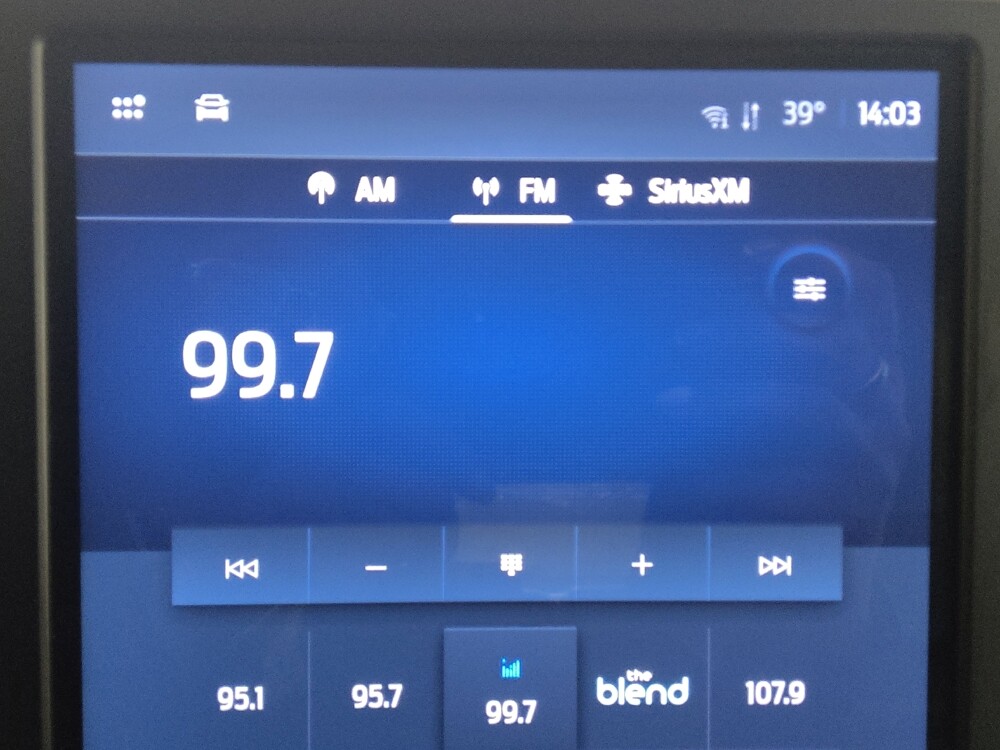 39° 14:03
AM FM SiriusXM
99.7
95.1 95.7 99.7 the blend 107.9